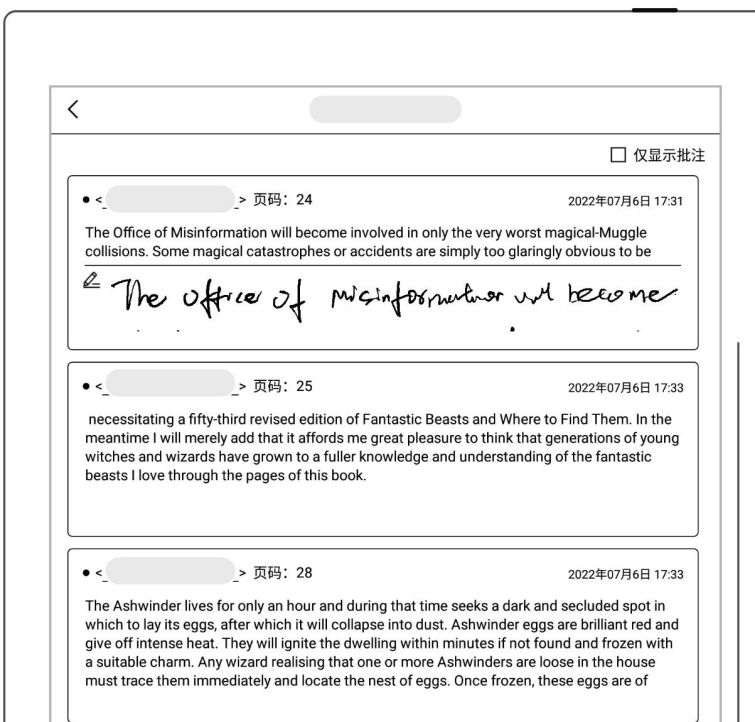 仅显示批注
<_ _> 页码：24 2022年07月6日 17:31
The Office of Misinformation will become involved in only the very worst magical-Muggle
collisions. Some magical catastrophes or accidents are simply too glaringly obvious to be
The office of misinformation will become
<_ _> 页码：25 2022年07月6日 17:33
necessitating a fifty-third revised edition of Fantastic Beasts and Where to Find Them. In the
meantime I will merely add that it affords me great pleasure to think that generations of young
witches and wizards have grown to a fuller knowledge and understanding of the fantastic
beasts I love through the pages of this book.
<_ _> 页码：28 2022年07月6日 17:33
The Ashwinder lives for only an hour and during that time seeks a dark and secluded spot in
which to lay its eggs, after which it will collapse into dust. Ashwinder eggs are brilliant red and
give off intense heat. They will ignite the dwelling within minutes if not found and frozen with
a suitable charm. Any wizard realising that one or more Ashwinders are loose in the house
must trace them immediately and locate the nest of eggs. Once frozen, these eggs are of